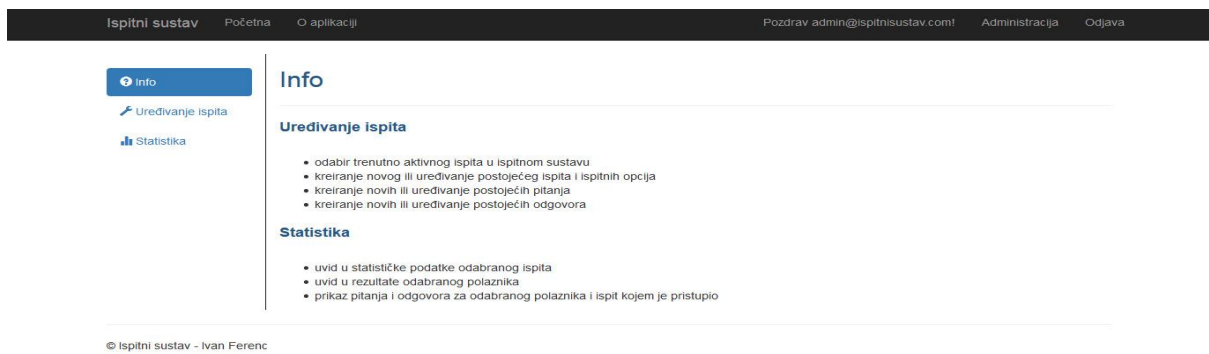 Ispitni sustav Početna O aplikaciji Pozdrav admin@ispitnisustav.com! Administracija Odjava
Info
Uređivanje ispita
Statistika
Info
Uređivanje ispita
• odabir trenutno aktivnog ispita u ispitnom sustavu
• kreiranje novog ili uređivanje postojećeg ispita i ispitnih opcija
• kreiranje novih ili uređivanje postojećih pitanja
• kreiranje novih ili uređivanje postojećih odgovora
Statistika
• uvid u statističke podatke odabranog ispita
• uvid u rezultate odabranog polaznika
• prikaz pitanja i odgovora za odabranog polaznika i ispit kojem je pristupio
© Ispitni sustav - Ivan Ferenc